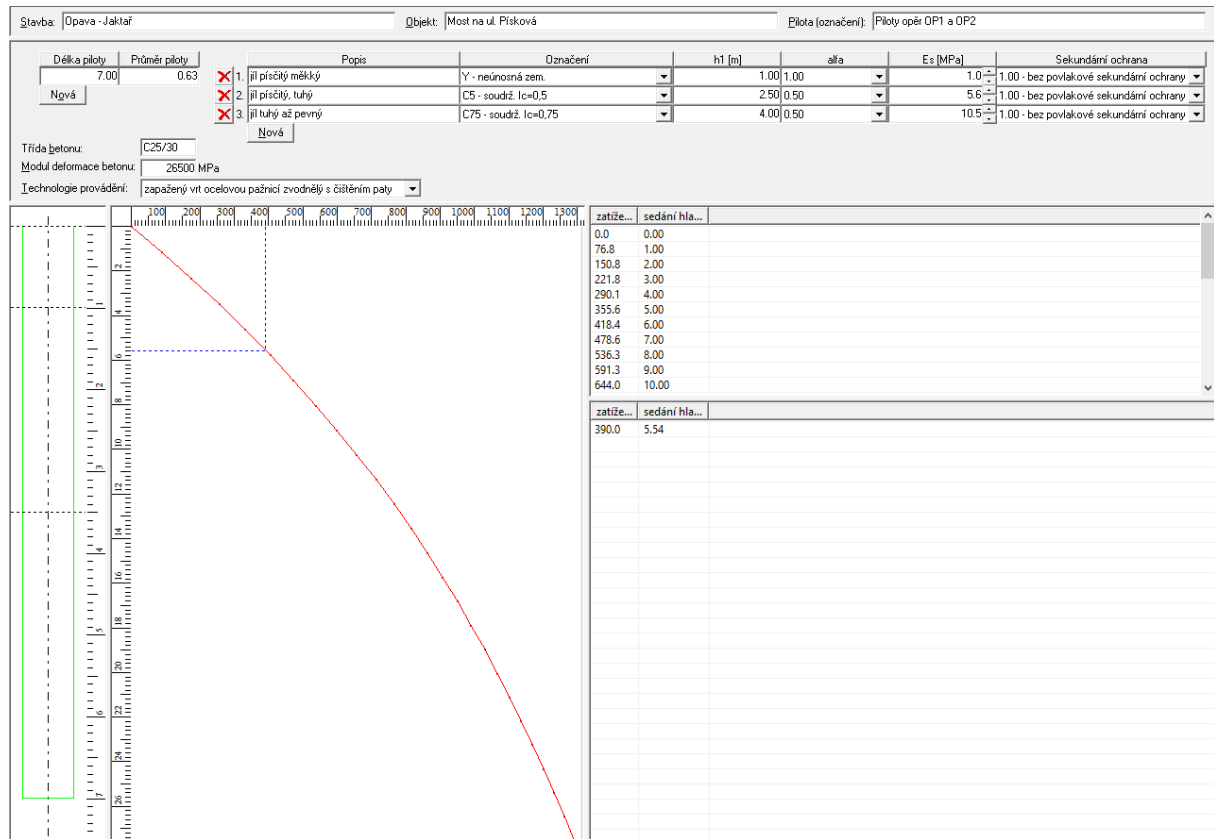 Stavba: Opava - Jaktař Objekt: Most na ul. Písková Pilota (označení): Piloty opěr OP1 a OP2
Délka piloty Průměr piloty Popis Označení h1 [m] alfa Es [MPa] Sekundární ochrana
7.00 0.63 1. jíl písčitý měkký Y - neúnosná zem. 1.00 1.00 1.0 1.00 - bez povlakové sekundární ochrany
Nová 2. jíl písčitý, tuhý C5 - soudrž. Ic=0,5 2.50 0.50 5.6 1.00 - bez povlakové sekundární ochrany
3. jíl tuhý až pevný C75 - soudrž. Ic=0,75 4.00 0.50 10.5 1.00 - bez povlakové sekundární ochrany
Nová
Třída betonu: C25/30
Modul deformace betonu: 26500 MPa
Technologie provádění: zapažený vrt ocelovou pažnicí zvodnělý s čištěním paty
100 200 300 400 500 600 700 800 900 1000 1100 1200 1300
1 2 3 4 5 6 7
2 4 6 8 10 12 14 16 18 20 22 24 26
zatíže... sedání hla...
0.0 0.00
76.8 1.00
150.8 2.00
221.8 3.00
290.1 4.00
355.6 5.00
418.4 6.00
478.6 7.00
536.3 8.00
591.3 9.00
644.0 10.00
zatíže... sedání hla...
390.0 5.54